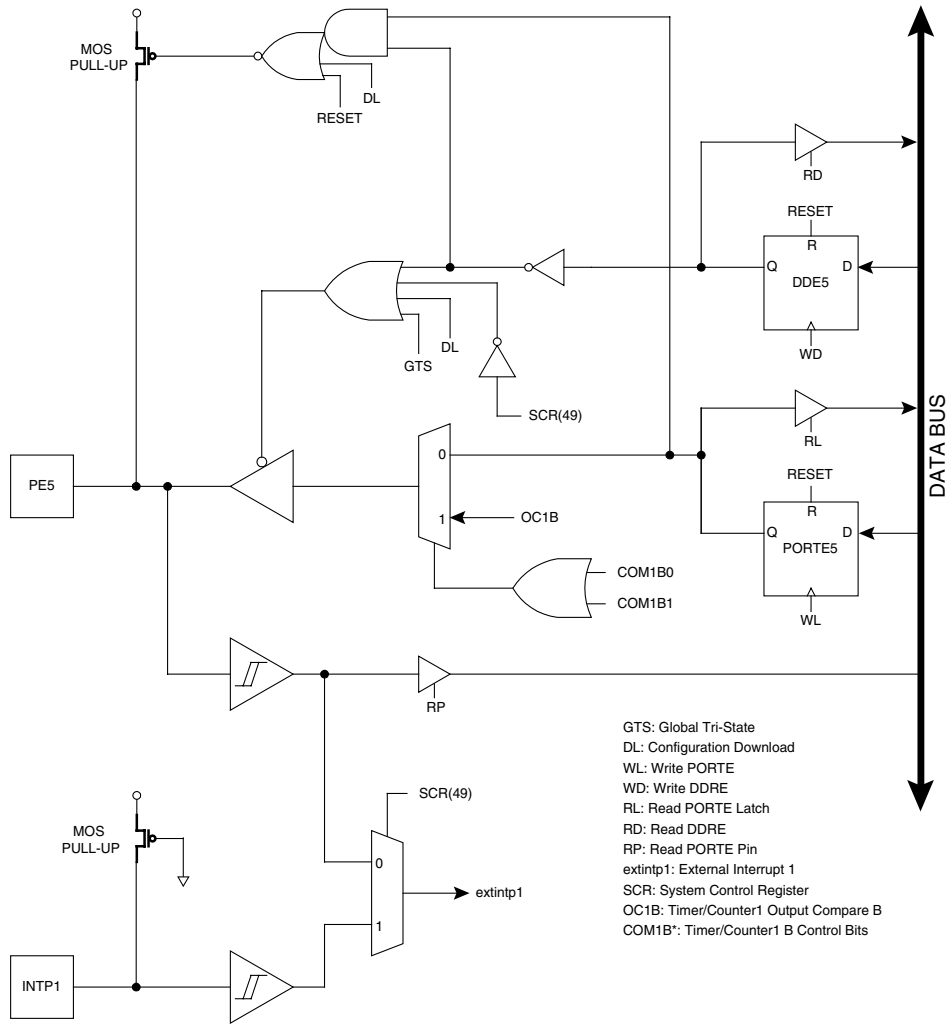 MOS
PULL-UP
DL
RESET
RD
RESET
R
Q
D
DDE5
WD
DL
GTS
SCR(49)
RL
DATA BUS
0
PE5
RESET
R
1
OC1B
Q
D
PORTE5
COM1B0
COM1B1
WL
RP
GTS: Global Tri-State
DL: Configuration Download
WL: Write PORTE
WD: Write DDRE
RL: Read PORTE Latch
RD: Read DDRE
RP: Read PORTE Pin
extintp1: External Interrupt 1
SCR: System Control Register
OC1B: Timer/Counter1 Output Compare B
COM1B*: Timer/Counter1 B Control Bits
SCR(49)
MOS
PULL-UP
0
extintp1
1
INTP1